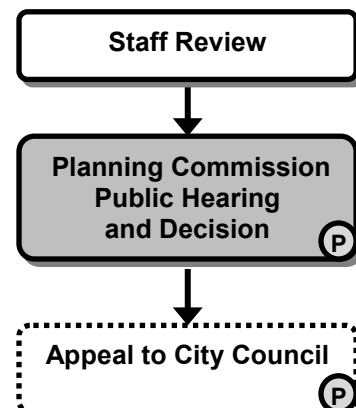 Staff Review
Planning Commission
Public Hearing
and Decision
P
Appeal to City Council
P